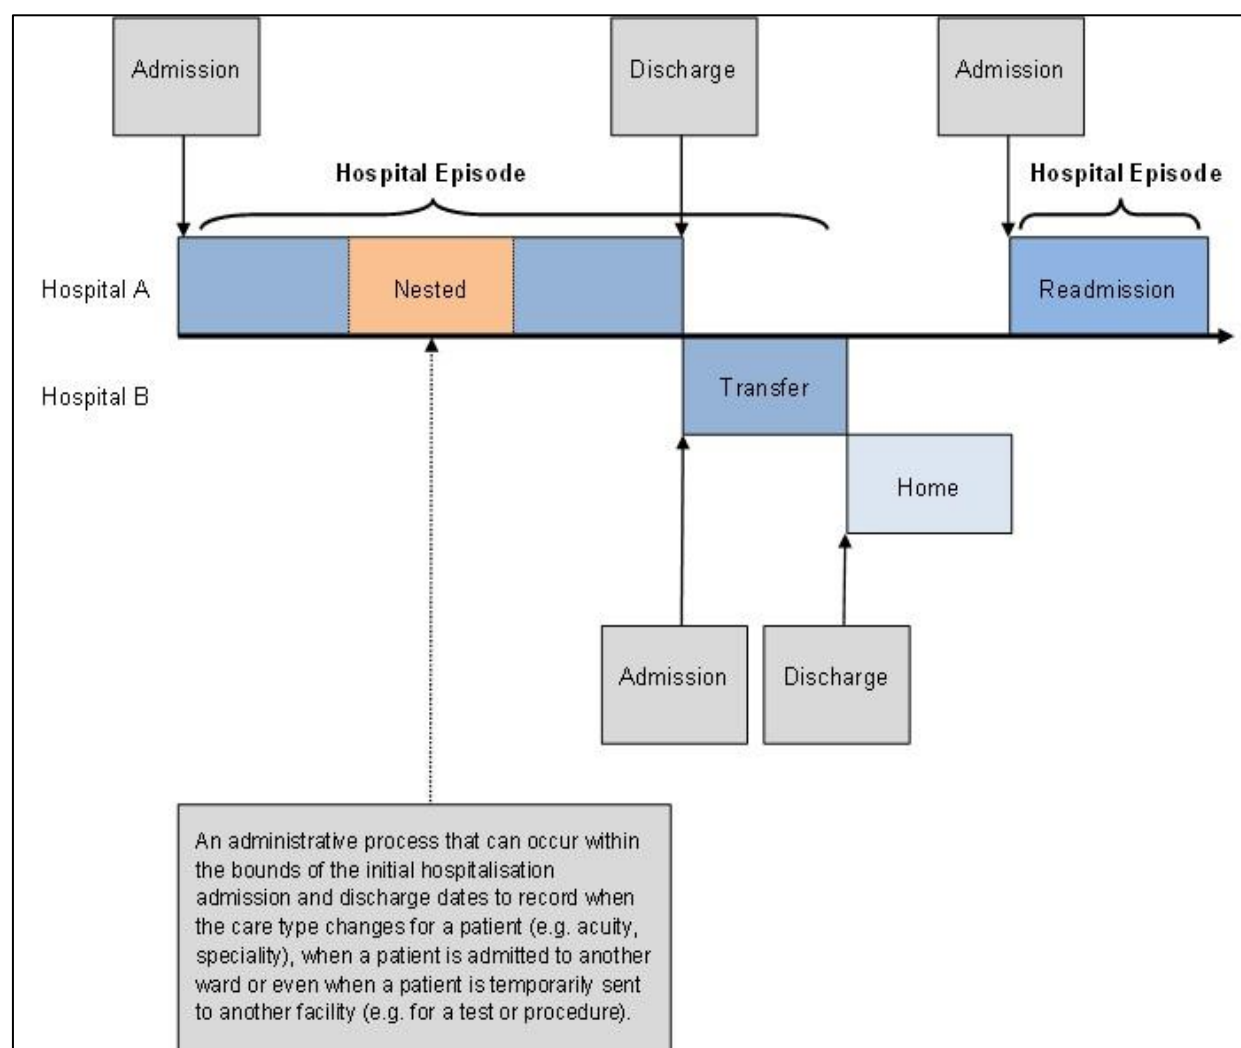 Admission
Discharge
Admission
Hospital Episode
Hospital Episode
Hospital A
Nested
Readmission
Hospital B
Transfer
Home
Admission
Discharge
An administrative process that can occur within
the bounds of the initial hospitalisation
admission and discharge dates to record when
the care type changes for a patient (e.g. acuity,
speciality), when a patient is admitted to another
ward or even when a patient is temporarily sent
to another facility (e.g. for a test or procedure).